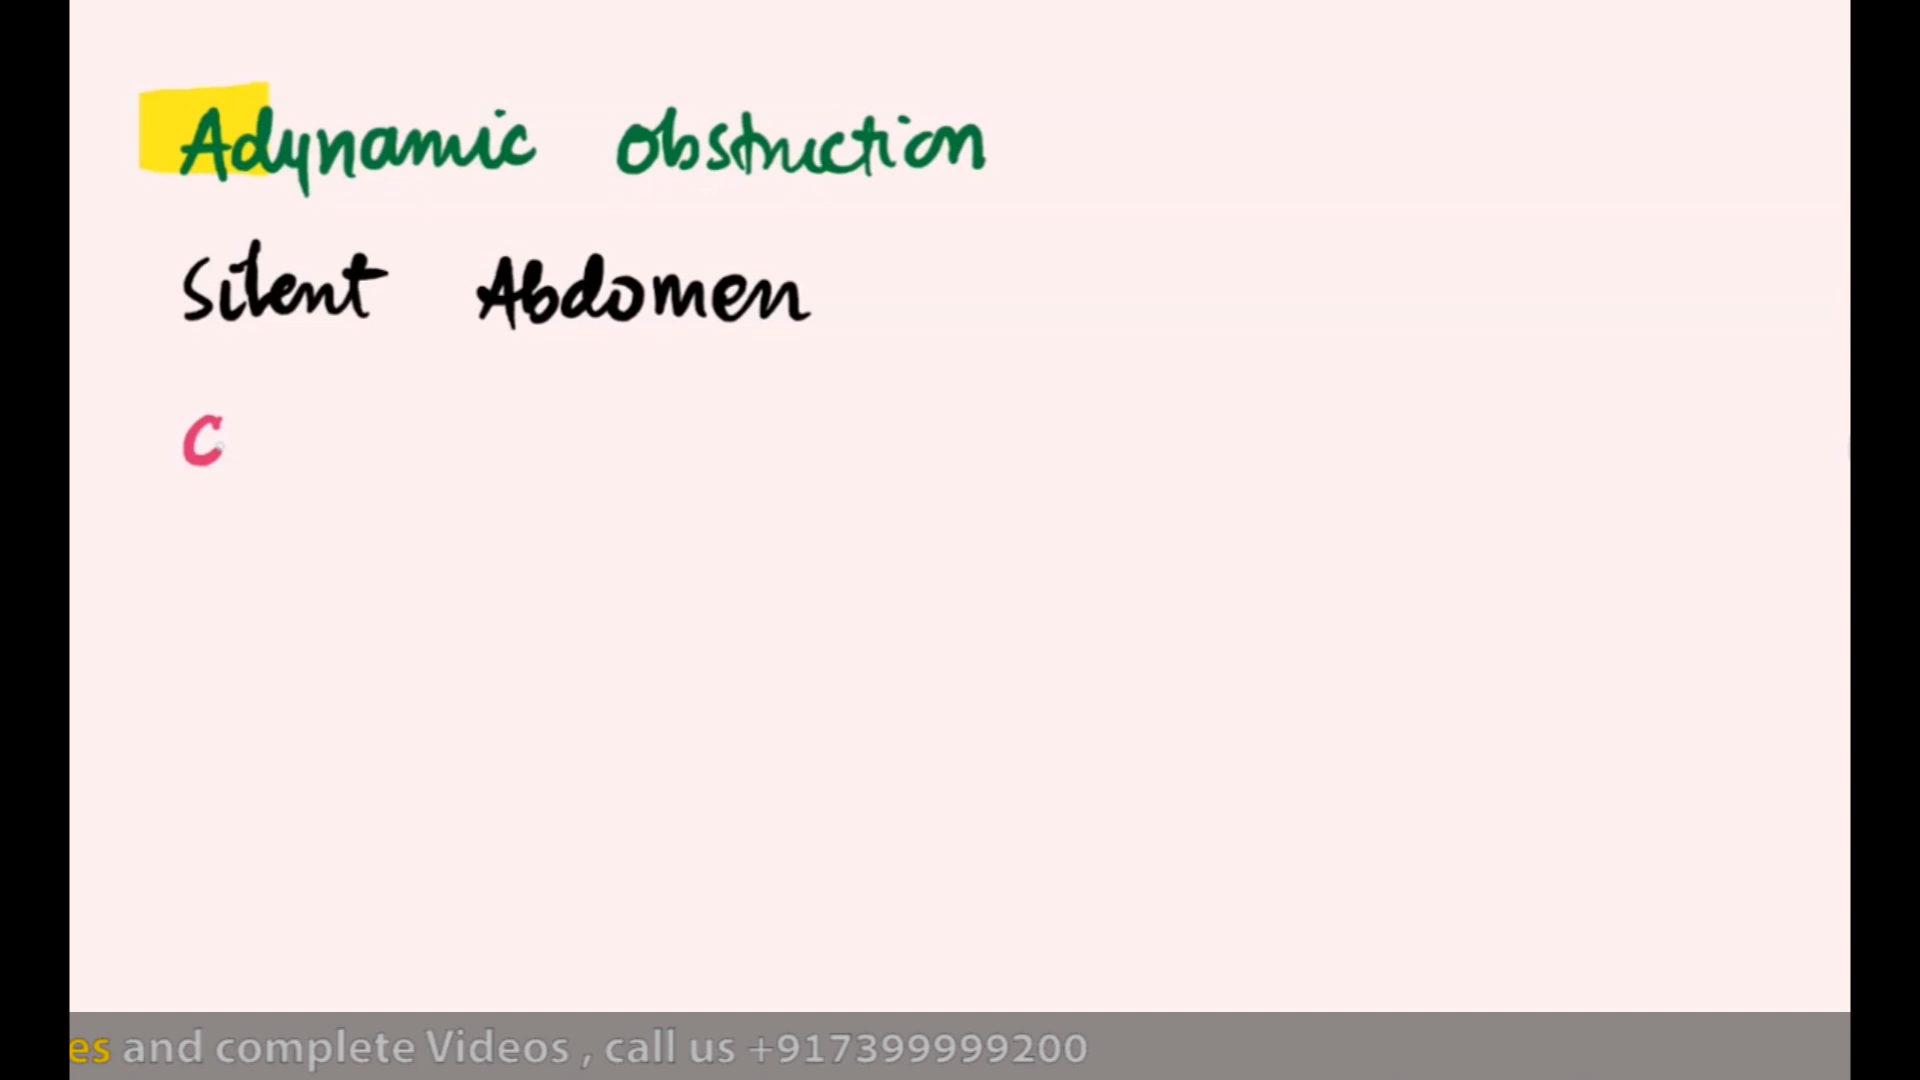 Adynamic Obstruction
Silent Abdomen
C
es and complete Videos , call us +917399999200